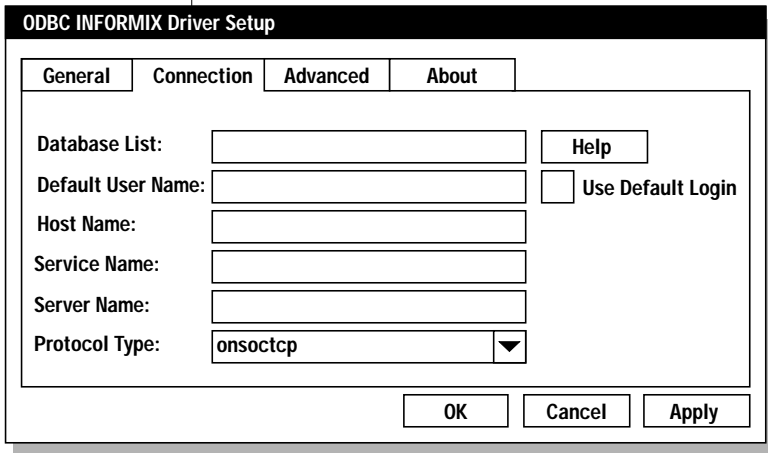 ODBC INFORMIX Driver Setup
General Connection Advanced About
Database List: Help
Default User Name: Use Default Login
Host Name:
Service Name:
Server Name:
Protocol Type: onsoctcp
OK Cancel Apply